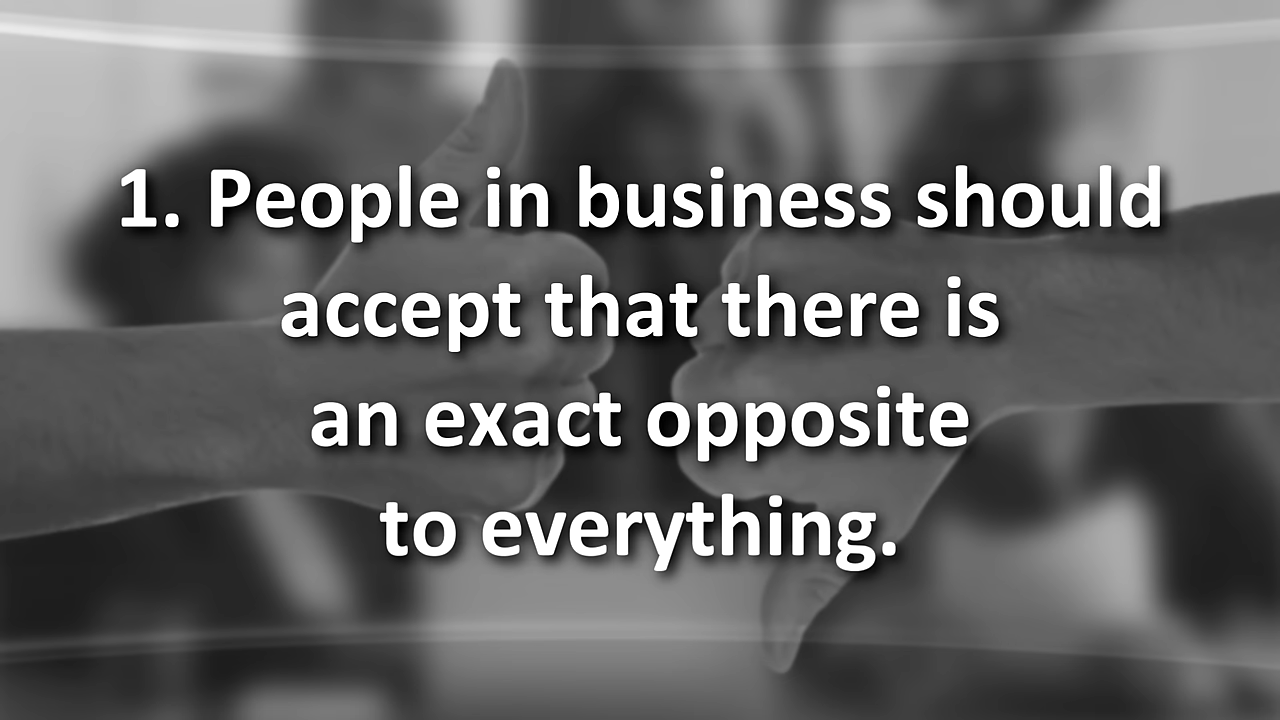 1. People in business should
accept that there is
an exact opposite
to everything.